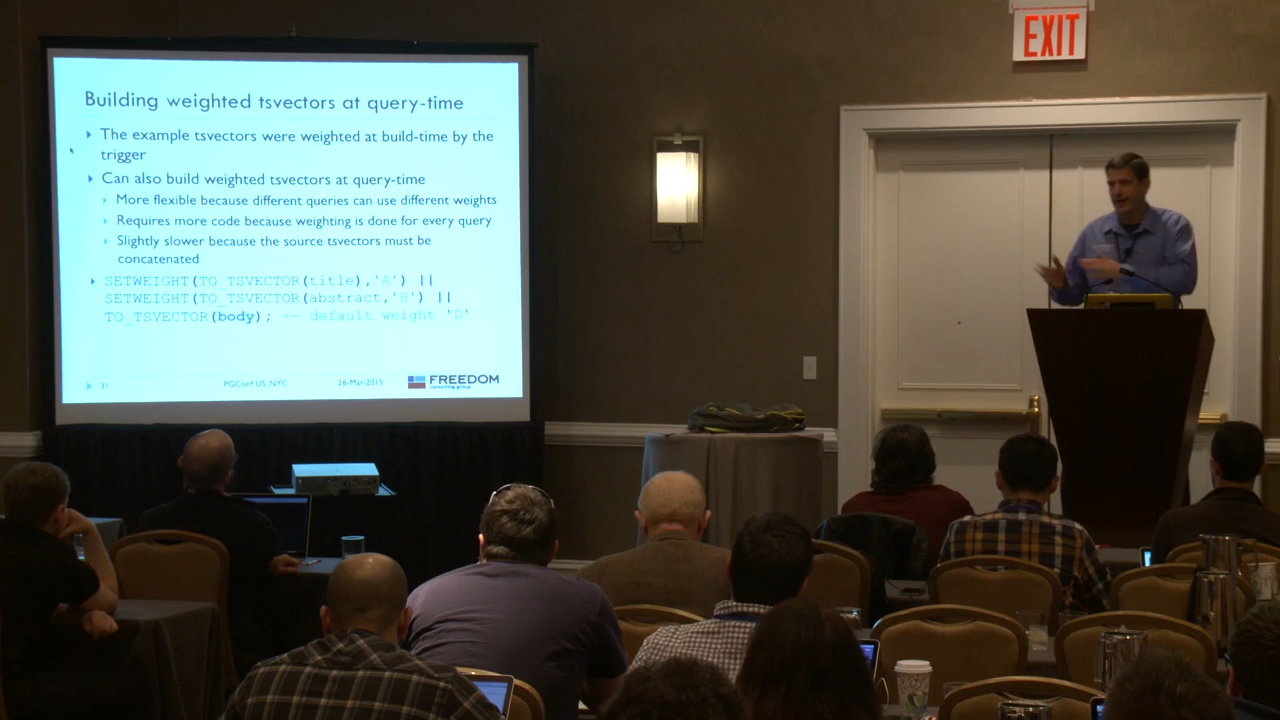 EXIT
Building weighted tsvectors at query-time
The example tsvectors were weighted at build-time by the
trigger
Can also build weighted tsvectors at query-time
More flexible because different queries can use different weights
Requires more code because weighting is done for every query
Slightly slower because the source tsvectors must be
concatenated
SETWEIGHT(TO_TSVECTOR(title),'A') ||
SETWEIGHT(TO_TSVECTOR(abstract,'B') ||
TO_TSVECTOR(body); -- default weight 'D'
31 PGConf.US, NYC 26-Mar-2015 FREEDOM
consulting group